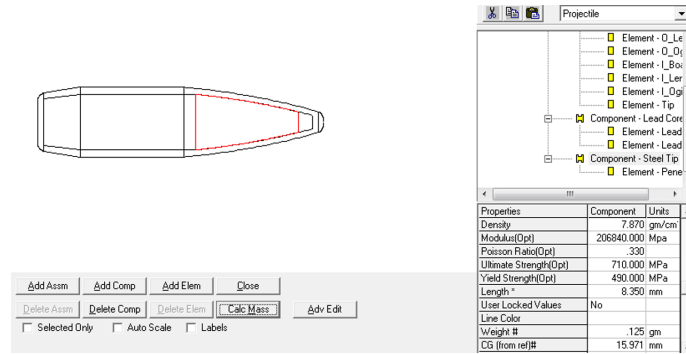 Projectile
Element - O_Le
Element - O_Og
Element - I_Boa
Element - I_Ler
Element - I_Ogi
Element - Tip
Component - Lead Core
Element - Lead
Element - Lead
Component - Steel Tip
Element - Pene
Properties Component Units
Density 7.870 gm/cm
Modulus(Opt) 206840.000 Mpa
Poisson Ratio(Opt) .330
Ultimate Strength(Opt) 710.000 MPa
Yield Strength(Opt) 490.000 MPa
Length * 8.350 mm
User Locked Values No
Line Color
Weight # .125 gm
CG (from ref)# 15.971 mm
Add Assm Add Comp Add Elem Close
Delete Assm Delete Comp Delete Elem Calc Mass Adv Edit
Selected Only Auto Scale Labels